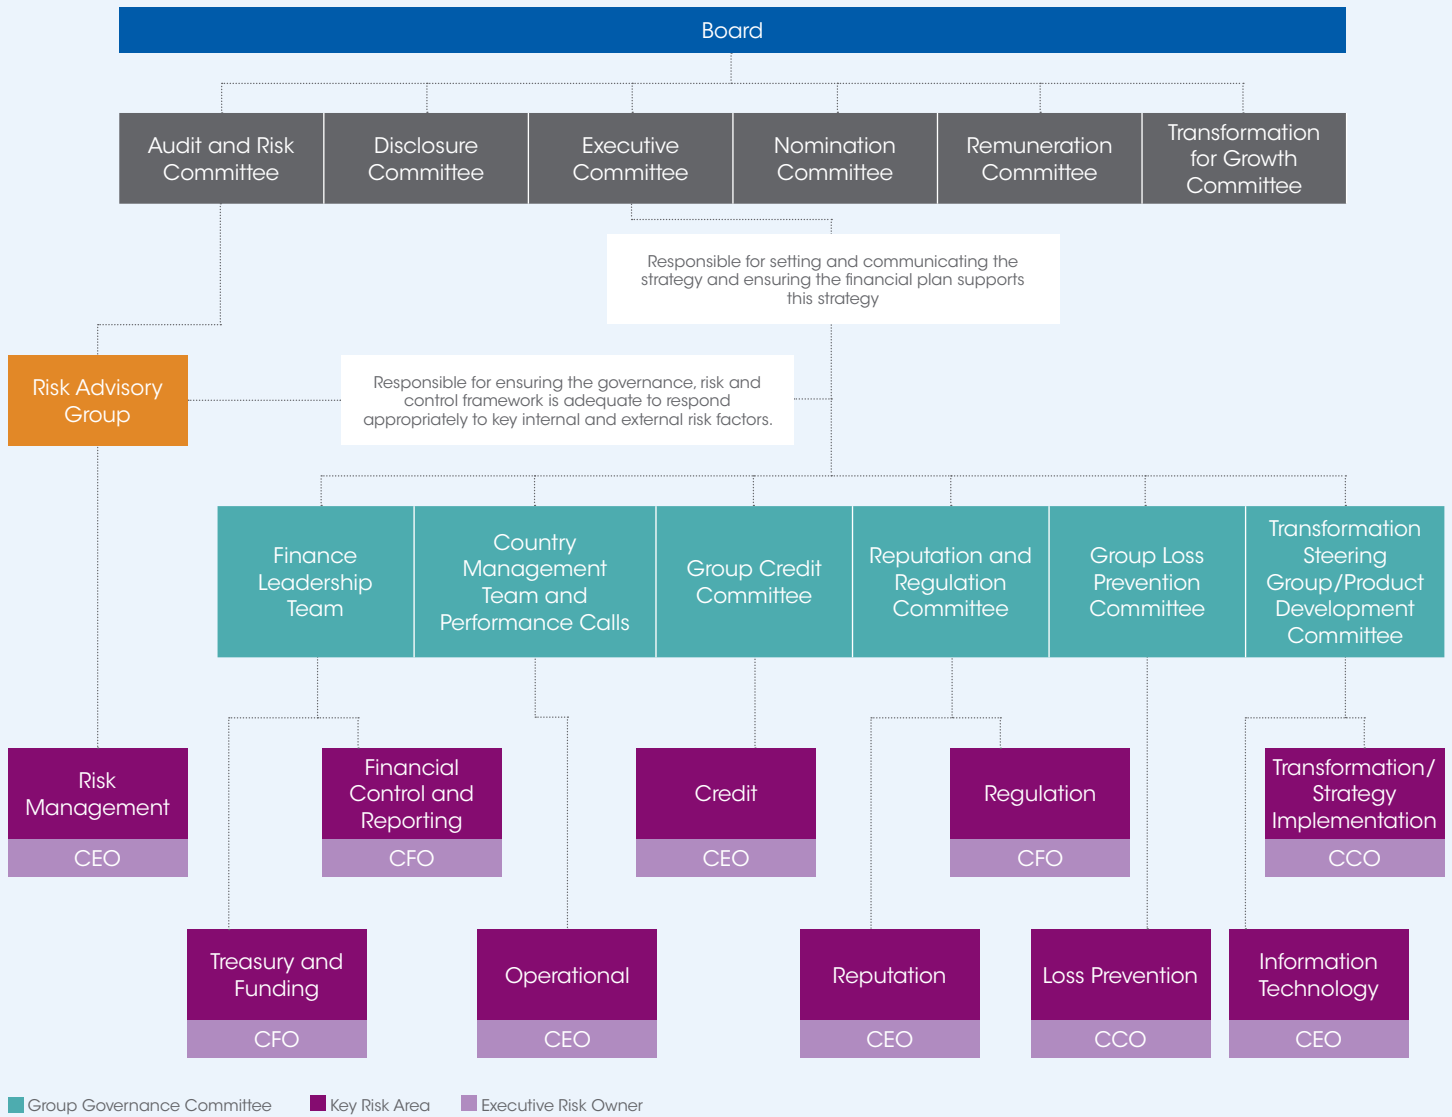 Board
Audit and Risk
Committee
Disclosure
Committee
Executive
Committee
Nomination
Committee
Remuneration
Committee
Transformation
for Growth
Committee
Responsible for setting and communicating the
strategy and ensuring the financial plan supports
this strategy
Risk Advisory
Group
Responsible for ensuring the governance, risk and
control framework is adequate to respond
appropriately to key internal and external risk factors.
Finance
Leadership
Team
Country
Management
Team and
Performance Calls
Group Credit
Committee
Reputation and
Regulation
Committee
Group Loss
Prevention
Committee
Transformation
Steering
Group/Product
Development
Committee
Risk
Management
CEO
Financial
Control and
Reporting
CFO
Credit
CEO
Regulation
CFO
Transformation/
Strategy
Implementation
CCO
Treasury and
Funding
CFO
Operational
CEO
Reputation
CEO
Loss Prevention
CCO
Information
Technology
CEO
Group Governance Committee
Key Risk Area
Executive Risk Owner